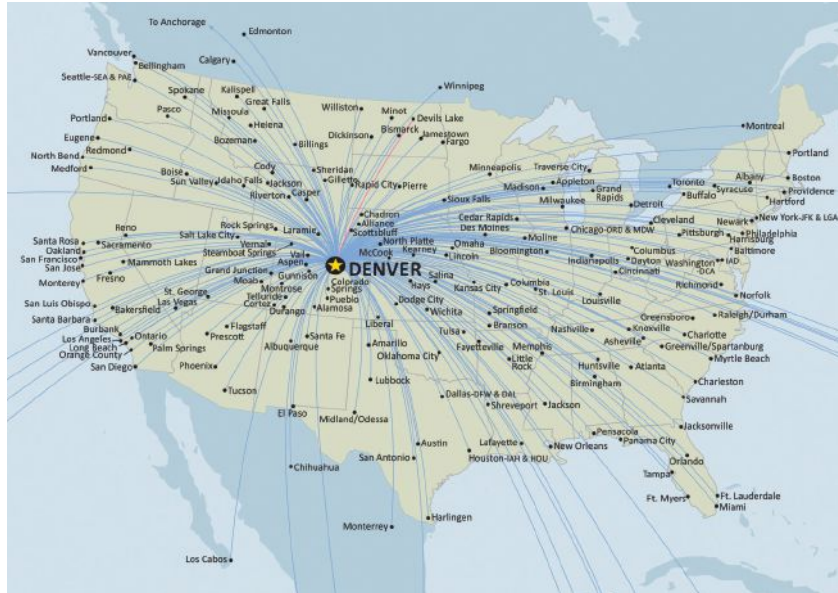 To Anchorage
Edmonton
Vancouver
Bellingham
Calgary
Seattle-SEA & PAE
Winnipeg
Spokane
Kalispell
Great Falls
Williston
Minot
Devils Lake
Pasco
Missoula
Helena
Portland
Bismarck
Dickinson
Jamestown
Fargo
Montreal
Eugene
Bozeman
Billings
Redmond
North Bend
Medford
Portland
Boise
Sun Valley
Idaho Falls
Cody
Jackson
Riverton
Sheridan
Gillette
Casper
Rapid City
Pierre
Minneapolis
Traverse City
Appleton
Madison
Grand
Rapids
Toronto
Albany
Boston
Syracuse
Providence
Buffalo
Hartford
Sioux Falls
Milwaukee
Detroit
Chadron
Alliance
Scottsbluff
Cedar Rapids
Des Moines
Chicago-ORD & MDW
Cleveland
Newark
New York-JFK & LGA
Pittsburgh
Philadelphia
Harrisburg
Baltimore
Reno
Rock Springs
Laramie
Salt Lake City
Vernal
Steamboat Springs
Vail
Aspen
North Platte
McCook
Kearney
Omaha
Lincoln
Moline
Bloomington
Indianapolis
Columbus
Dayton
Cincinnati
Washington
IAD
-DCA
Santa Rosa
Sacramento
Oakland
San Francisco
San Jose
Mammoth Lakes
Monterey
Fresno
Grand Junction
Gunnison
Moab
Montrose
Telluride
Cortez
Durango
DENVER
Colorado
Springs
Pueblo
Alamosa
Hays
Salina
Kansas City
Columbia
St. Louis
Louisville
Richmond
Norfolk
St. George
Las Vegas
San Luis Obispo
Bakersfield
Santa Barbara
Dodge City
Wichita
Springfield
Branson
Greensboro
Raleigh/Durham
Liberal
Tulsa
Fayetteville
Nashville
Knoxville
Asheville
Charlotte
Greenville/Spartanburg
Burbank
Los Angeles
Long Beach
Orange County
Ontario
Palm Springs
San Diego
Flagstaff
Prescott
Phoenix
Tucson
Santa Fe
Albuquerque
Amarillo
Oklahoma City
Little
Rock
Memphis
Huntsville
Birmingham
Atlanta
Myrtle Beach
Charleston
Savannah
Lubbock
Dallas-DFW & DAL
Shreveport
Jackson
El Paso
Midland/Odessa
Jacksonville
Pensacola
Panama City
Austin
Lafayette
New Orleans
San Antonio
Houston-IAH & HOU
Orlando
Tampa
Chihuahua
Ft. Myers
Ft. Lauderdale
Miami
Monterrey
Harlingen
Los Cabos